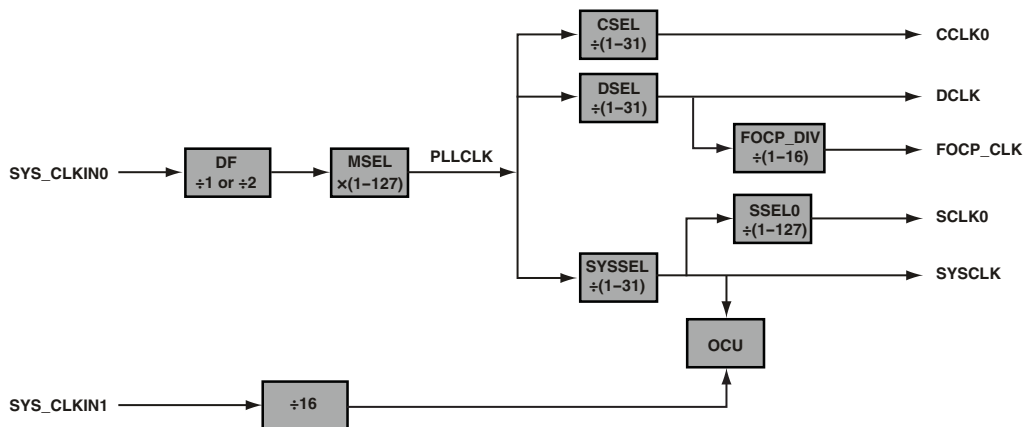 CSEL
÷(1–31)
CCLK0
DSEL
÷(1–31)
DCLK
FOCP_DIV
÷(1–16)
FOCP_CLK
SYS_CLKIN0
DF
÷1 or ÷2
MSEL
×(1–127)
PLLCLK
SSEL0
÷(1–127)
SCLK0
SYSSEL
÷(1–31)
SYSCLK
OCU
SYS_CLKIN1
÷16